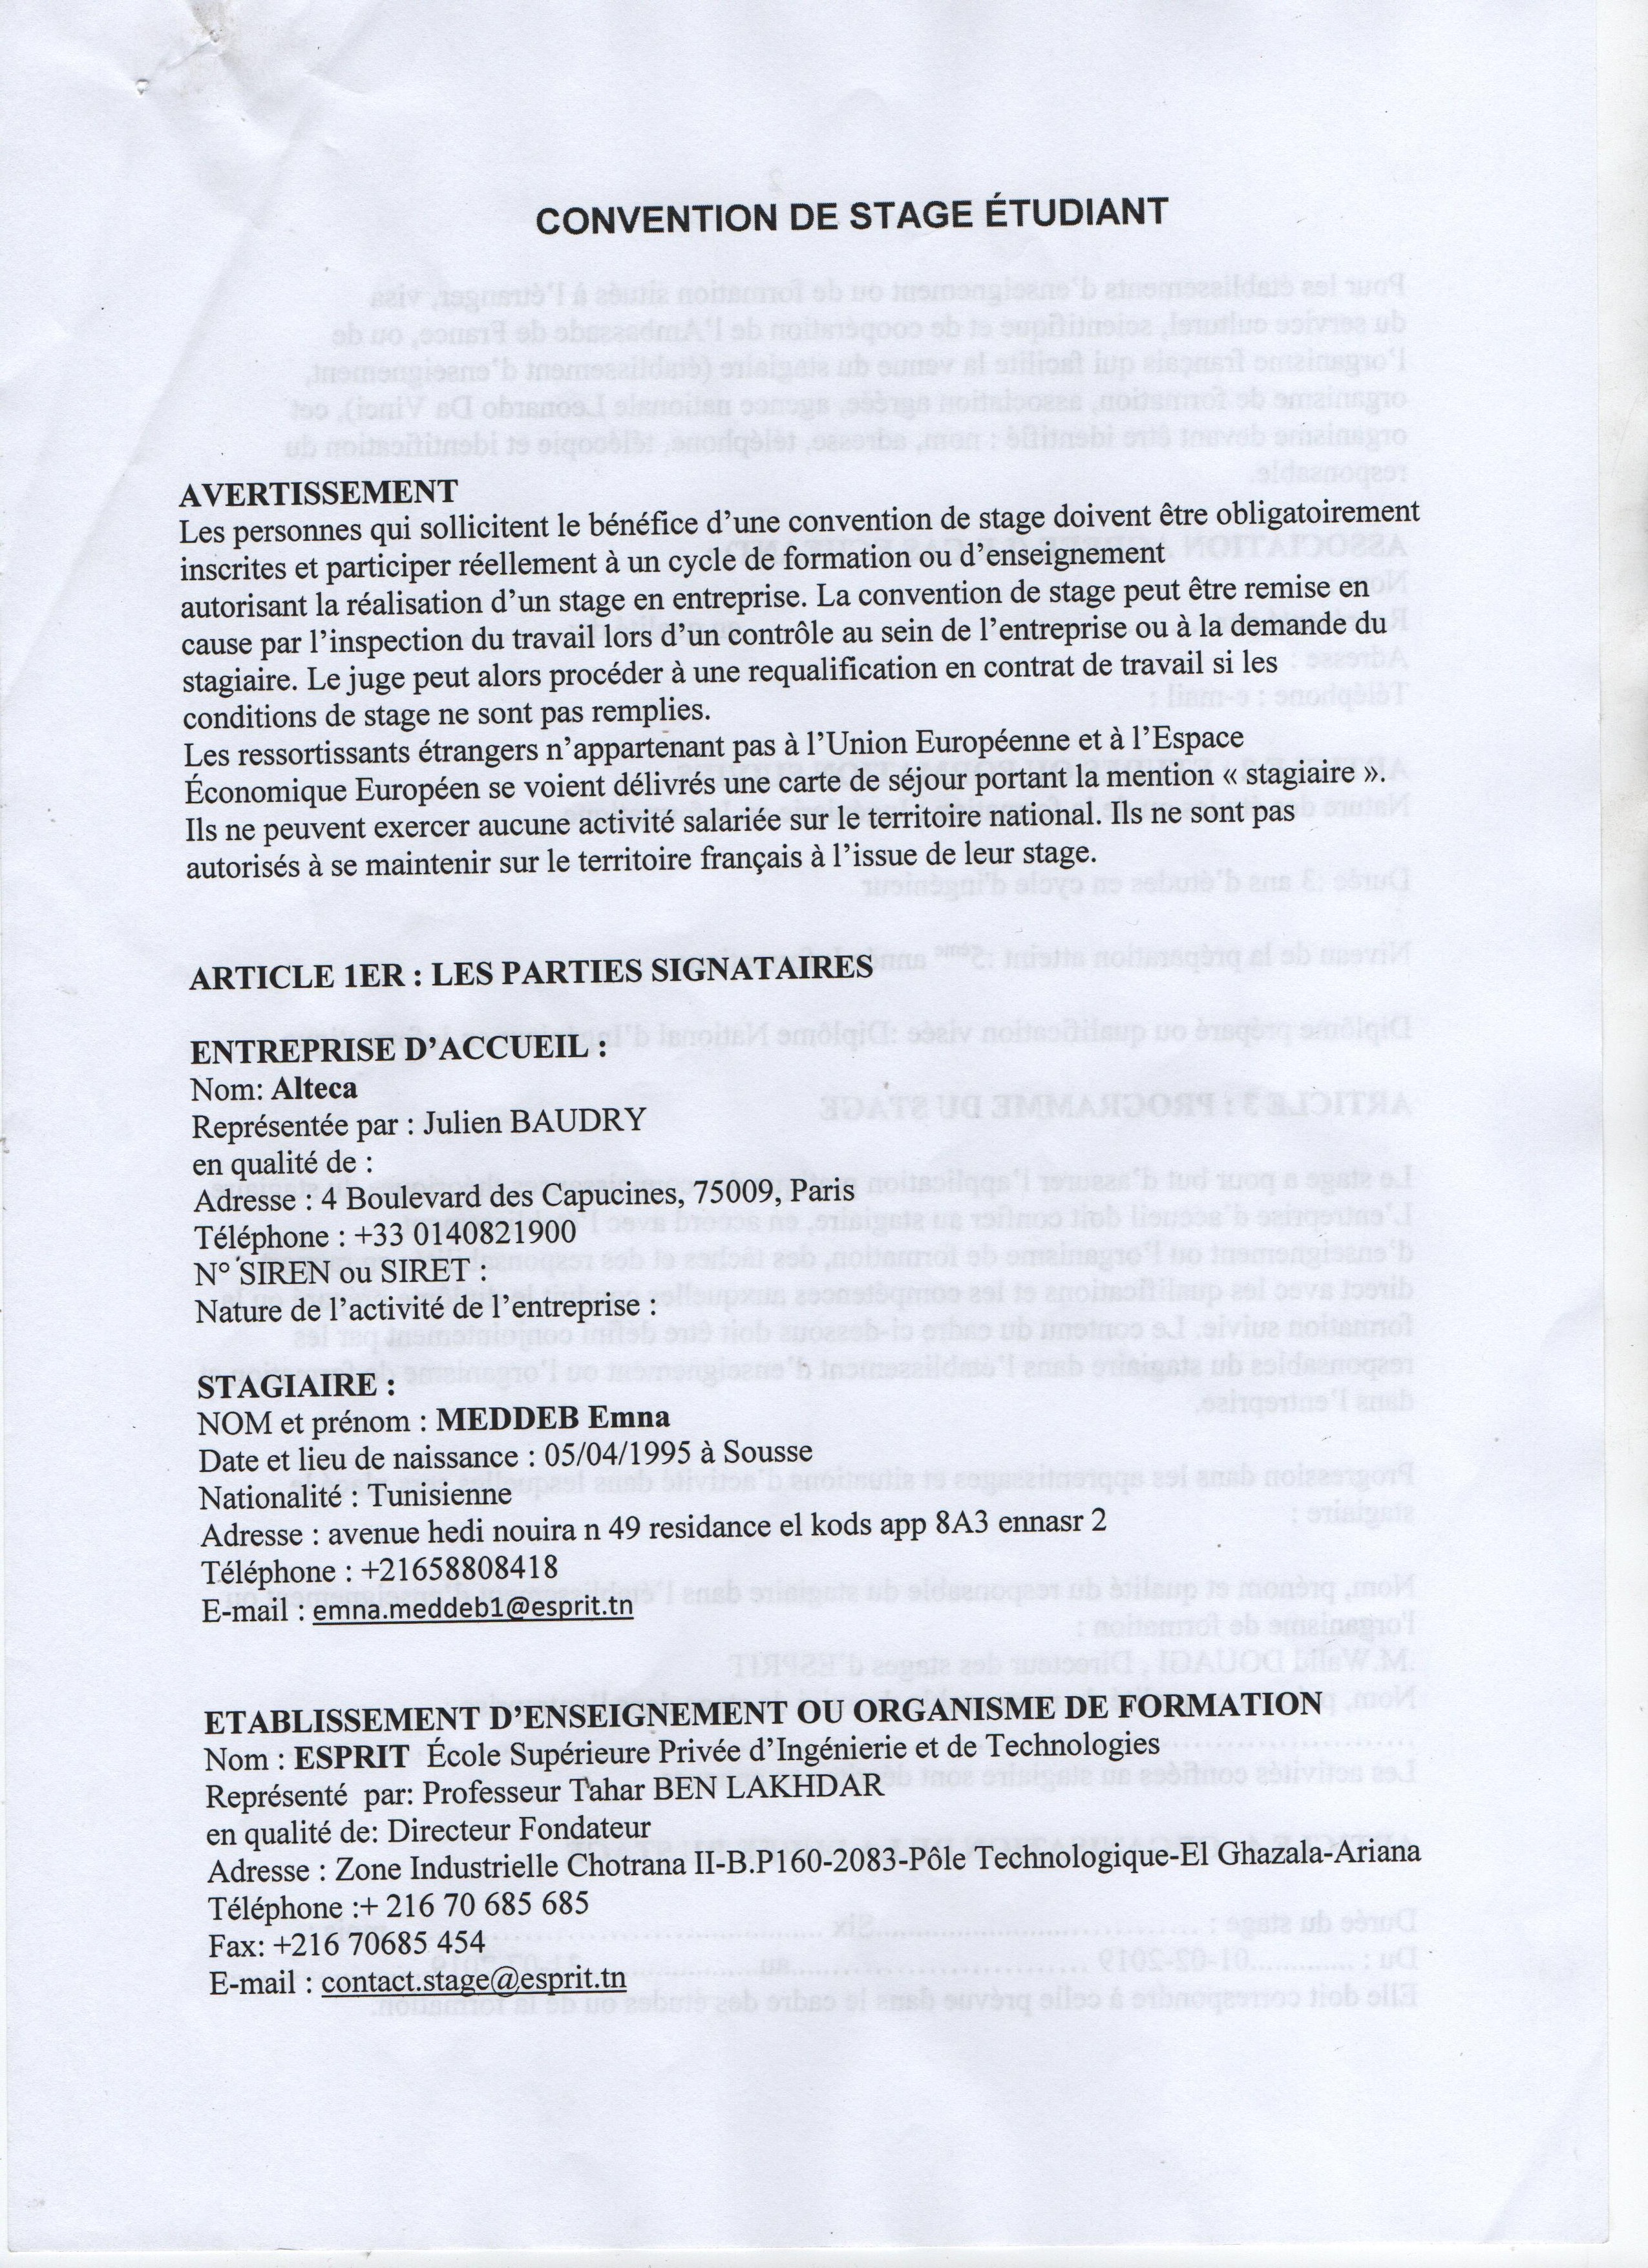 CONVENTION DE STAGE ÉTUDIANT
AVERTISSEMENT
Les personnes qui sollicitent le bénéfice d’une convention de stage doivent être obligatoirement
inscrites et participer réellement à un cycle de formation ou d’enseignement
autorisant la réalisation d’un stage en entreprise. La convention de stage peut être remise en
cause par l’inspection du travail lors d’un contrôle au sein de l’entreprise ou à la demande du
stagiaire. Le juge peut alors procéder à une requalification en contrat de travail si les
conditions de stage ne sont pas remplies.
Les ressortissants étrangers n’appartenant pas à l’Union Européenne et à l’Espace
Économique Européen se voient délivrés une carte de séjour portant la mention « stagiaire ».
Ils ne peuvent exercer aucune activité salariée sur le territoire national. Ils ne sont pas
autorisés à se maintenir sur le territoire français à l’issue de leur stage.
ARTICLE 1ER : LES PARTIES SIGNATAIRES
ENTREPRISE D’ACCUEIL :
Nom: Alteca
Représentée par : Julien BAUDRY
en qualité de :
Adresse : 4 Boulevard des Capucines, 75009, Paris
Téléphone : +33 0140821900
N° SIREN ou SIRET :
Nature de l’activité de l’entreprise :
STAGIAIRE :
NOM et prénom : MEDDEB Emna
Date et lieu de naissance : 05/04/1995 à Sousse
Nationalité : Tunisienne
Adresse : avenue hedi nouira n 49 residance el kods app 8A3 ennasr 2
Téléphone : +21658808418
E-mail : emna.meddeb1@esprit.tn
ETABLISSEMENT D’ENSEIGNEMENT OU ORGANISME DE FORMATION
Nom : ESPRIT École Supérieure Privée d’Ingénierie et de Technologies
Représenté par: Professeur Tahar BEN LAKHDAR
en qualité de: Directeur Fondateur
Adresse : Zone Industrielle Chotrana II-B.P160-2083-Pôle Technologique-El Ghazala-Ariana
Téléphone :+ 216 70 685 685
Fax: +216 70685 454
E-mail : contact.stage@esprit.tn